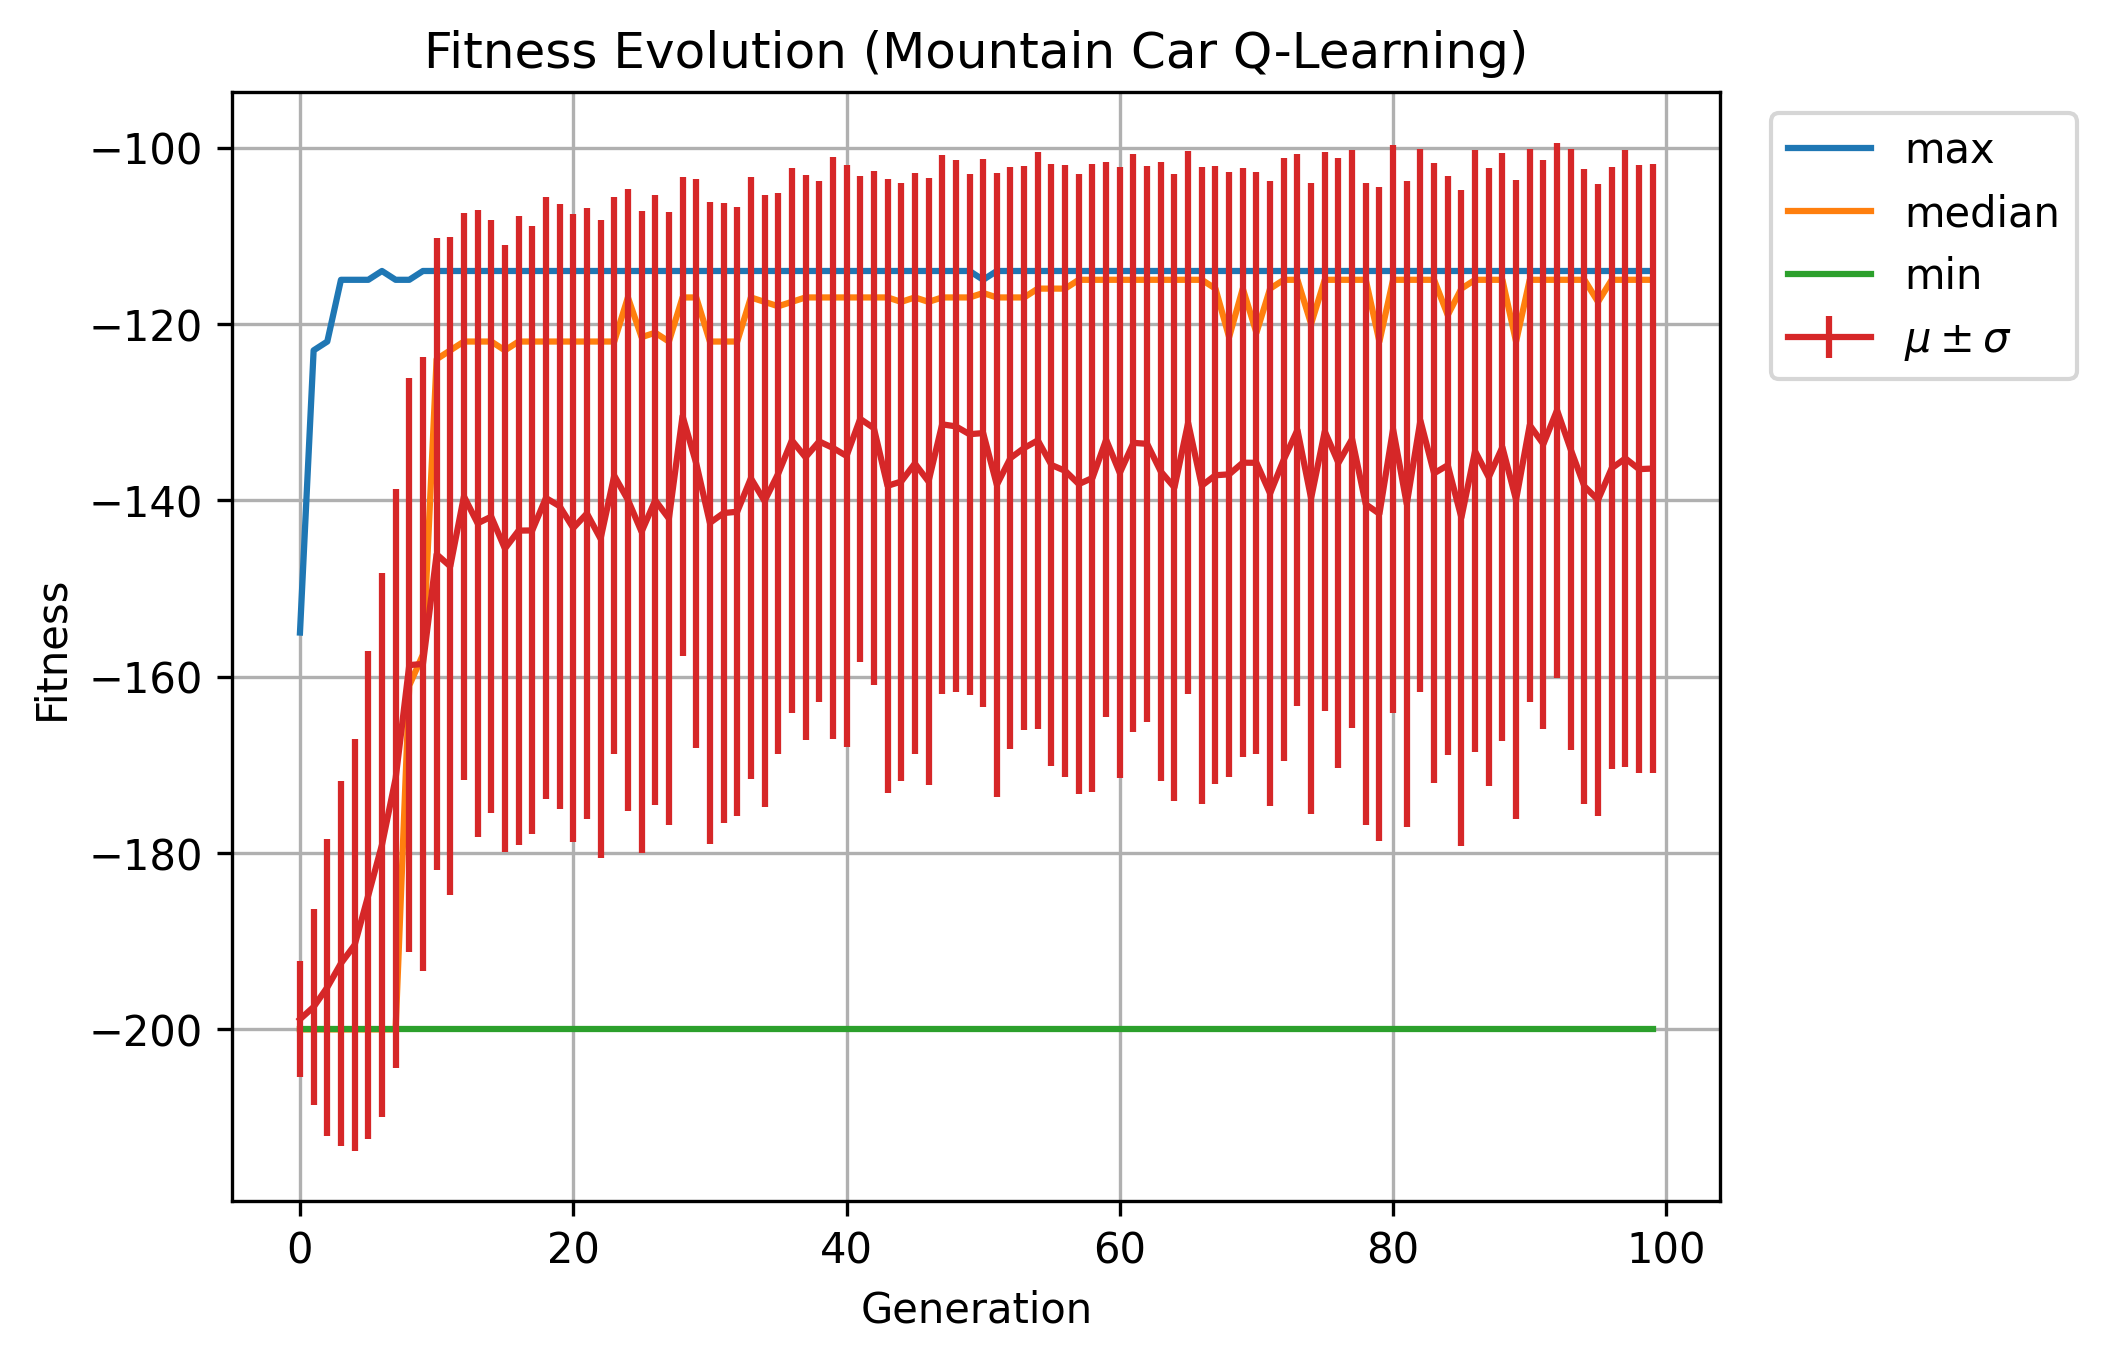 Fitness Evolution (Mountain Car Q-Learning)
−100
−120
−140
−160
−180
−200
Fitness
0 20 40 60 80 100
Generation
max
median
min
μ ± σ